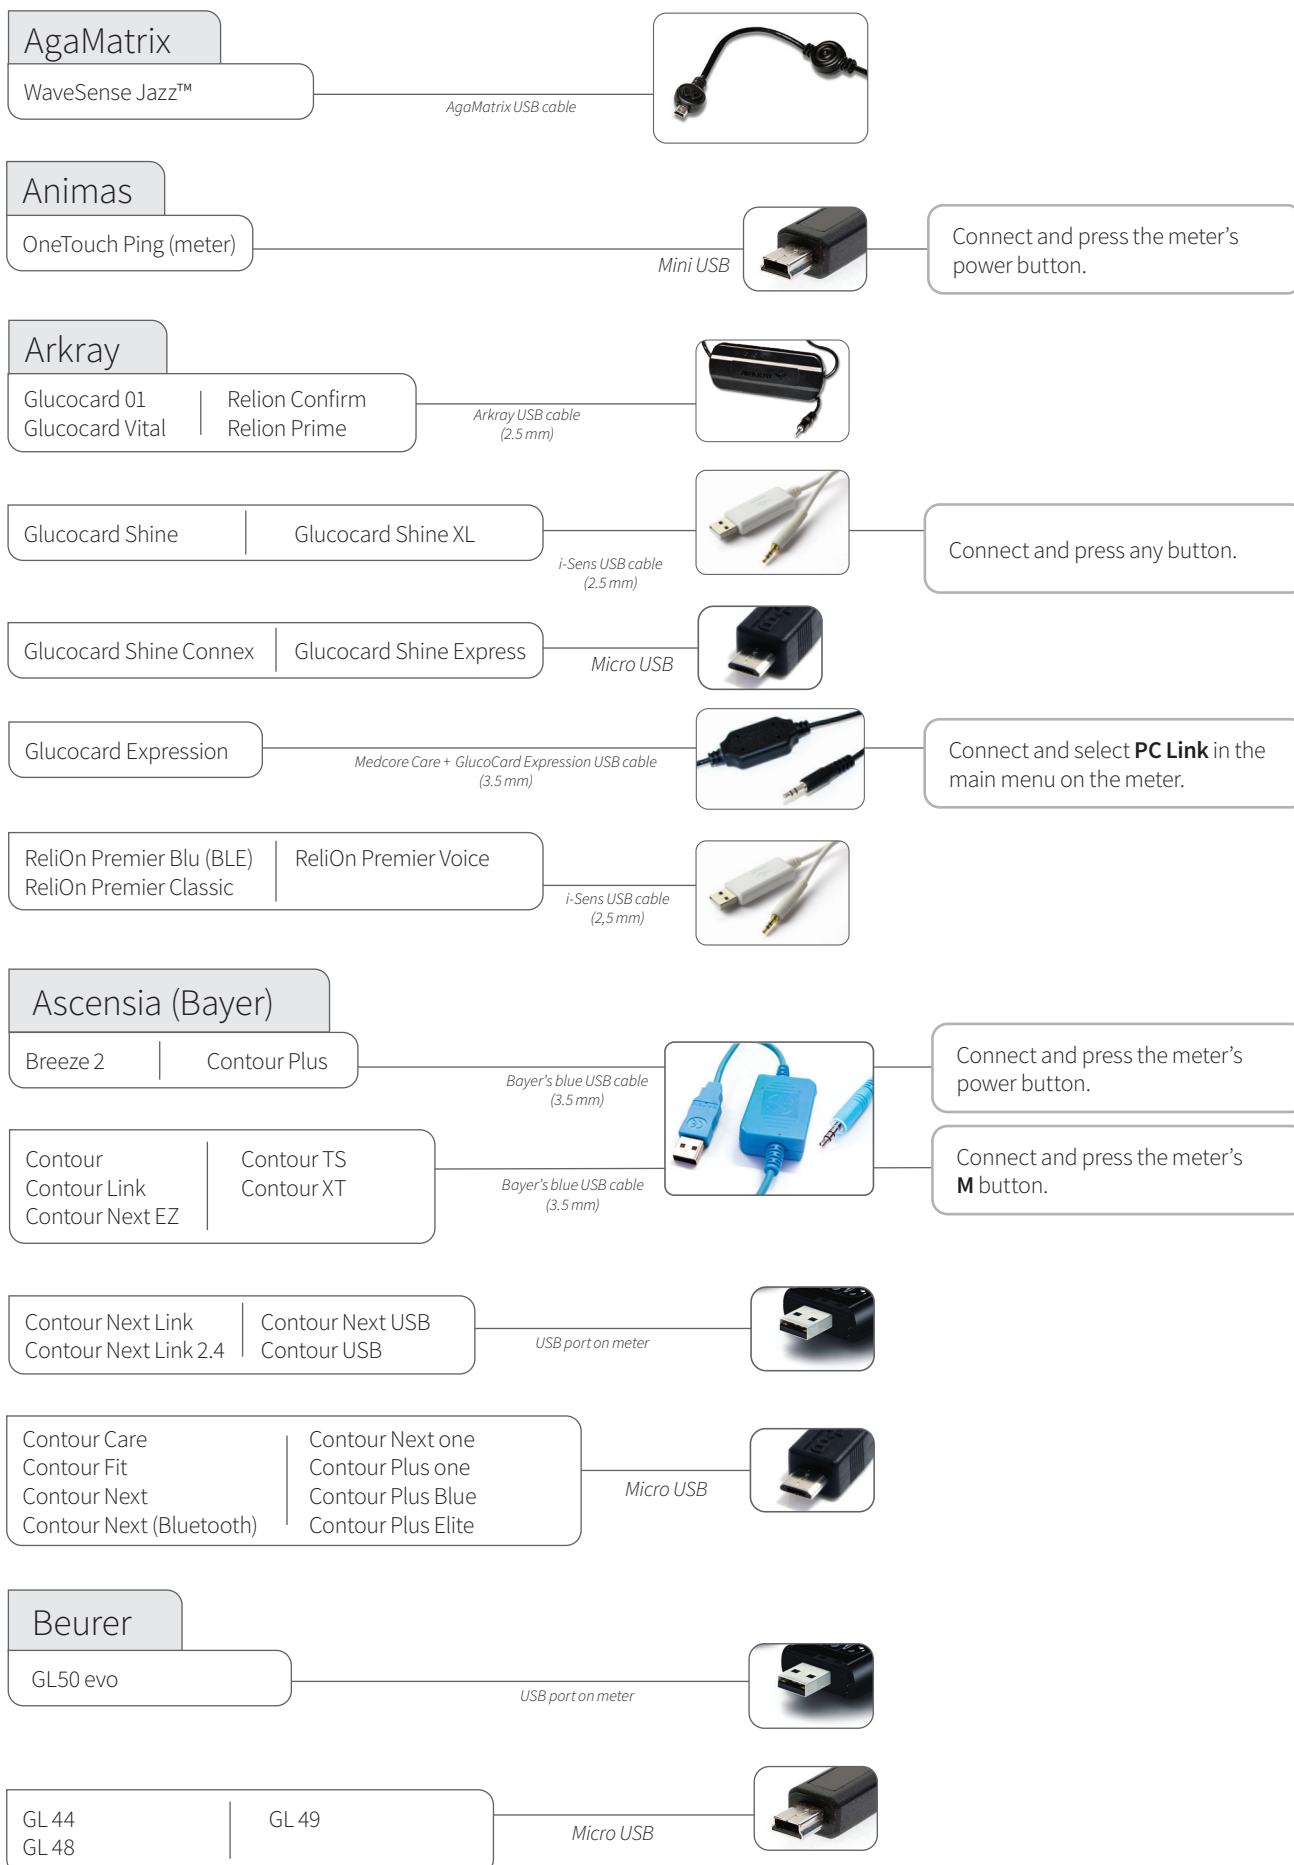 AgaMatrix
WaveSense Jazz™
AgaMatrix USB cable
Animas
OneTouch Ping (meter)
Mini USB
Connect and press the meter’s
power button.
Arkray
Glucocard 01
Glucocard Vital
Relion Confirm
Relion Prime
Arkray USB cable
(2.5 mm)
Glucocard Shine
Glucocard Shine XL
i-Sens USB cable
(2.5 mm)
Connect and press any button.
Glucocard Shine Connex
Glucocard Shine Express
Micro USB
Glucocard Expression
Medcore Care + GlucoCard Expression USB cable
(3.5 mm)
Connect and select PC Link in the
main menu on the meter.
ReliOn Premier Blu (BLE)
ReliOn Premier Classic
ReliOn Premier Voice
i-Sens USB cable
(2,5 mm)
Ascensia (Bayer)
Breeze 2
Contour Plus
Bayer’s blue USB cable
(3.5 mm)
Connect and press the meter’s
power button.
Contour
Contour Link
Contour Next EZ
Contour TS
Contour XT
Bayer’s blue USB cable
(3.5 mm)
Connect and press the meter’s
M button.
Contour Next Link
Contour Next Link 2.4
Contour Next USB
Contour USB
USB port on meter
Contour Care
Contour Fit
Contour Next
Contour Next (Bluetooth)
Contour Next one
Contour Plus one
Contour Plus Blue
Contour Plus Elite
Micro USB
Beurer
GL50 evo
USB port on meter
GL 44
GL 48
GL 49
Micro USB